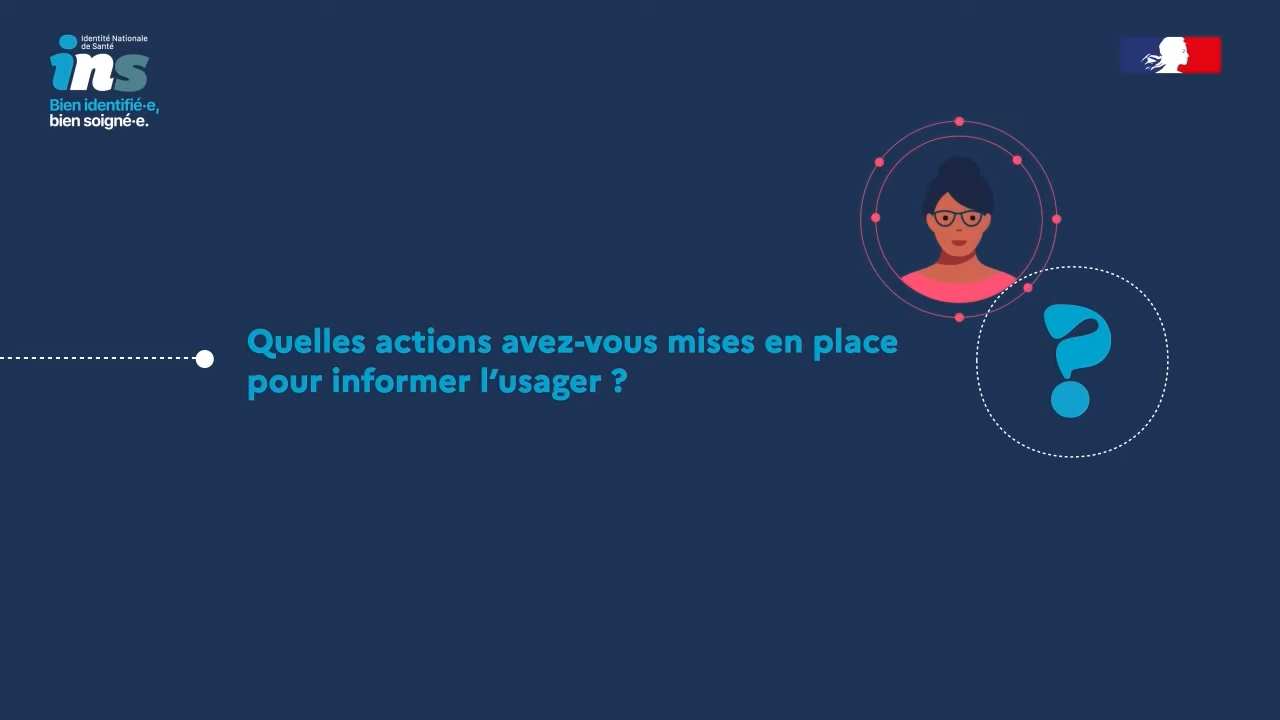 Identité Nationale
de Santé
ins
Bien identifié·e,
bien soigné·e.
Quelles actions avez-vous mises en place
pour informer l’usager ?
?